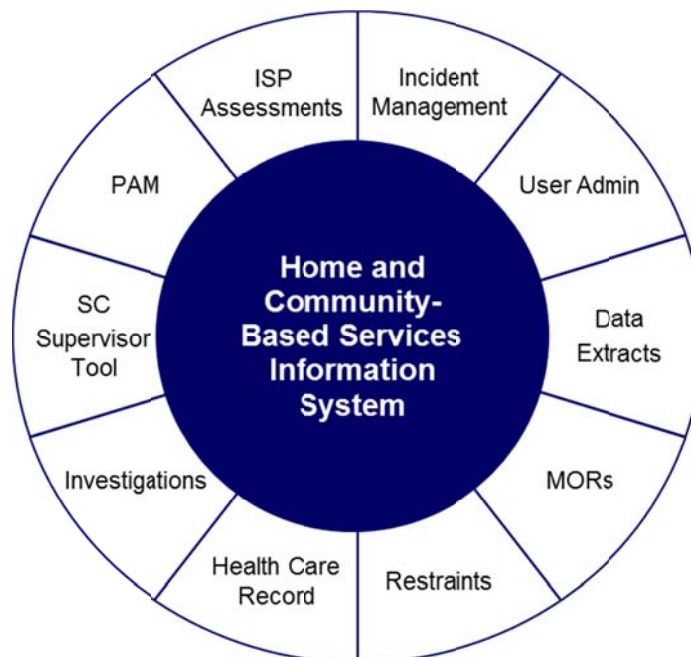 ISP
Assessments
Incident
Management
PAM
User Admin
Home and
Community-
Based Services
Information
System
SC
Supervisor
Tool
Data
Extracts
Investigations
MORs
Health Care
Record
Restraints